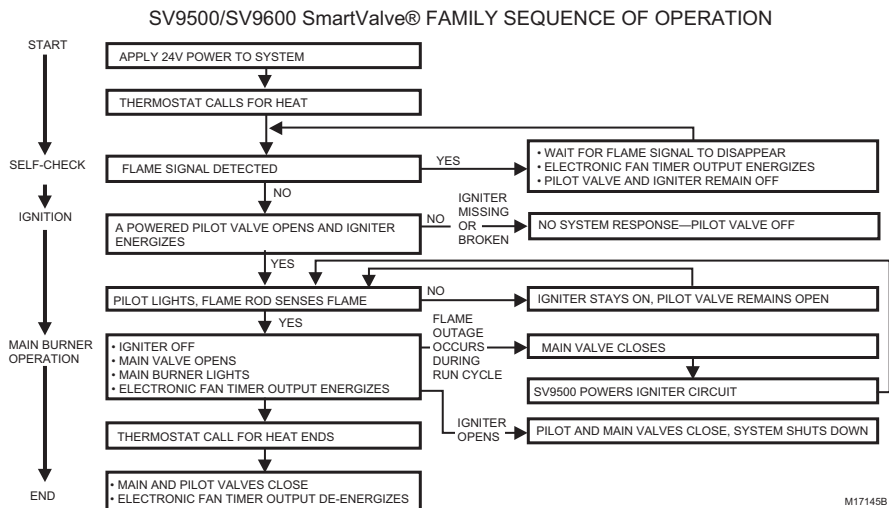 SV9500/SV9600 SmartValve® FAMILY SEQUENCE OF OPERATION
START
APPLY 24V POWER TO SYSTEM
THERMOSTAT CALLS FOR HEAT
SELF-CHECK
FLAME SIGNAL DETECTED
YES
• WAIT FOR FLAME SIGNAL TO DISAPPEAR
• ELECTRONIC FAN TIMER OUTPUT ENERGIZES
• PILOT VALVE AND IGNITER REMAIN OFF
NO
IGNITION
A POWERED PILOT VALVE OPENS AND IGNITER
ENERGIZES
NO
IGNITER
MISSING
OR
BROKEN
NO SYSTEM RESPONSE—PILOT VALVE OFF
YES
PILOT LIGHTS, FLAME ROD SENSES FLAME
NO
IGNITER STAYS ON, PILOT VALVE REMAINS OPEN
YES
MAIN BURNER
OPERATION
• IGNITER OFF
• MAIN VALVE OPENS
• MAIN BURNER LIGHTS
• ELECTRONIC FAN TIMER OUTPUT ENERGIZES
FLAME
OUTAGE
OCCURS
DURING
RUN CYCLE
MAIN VALVE CLOSES
SV9500 POWERS IGNITER CIRCUIT
IGNITER
OPENS
PILOT AND MAIN VALVES CLOSE, SYSTEM SHUTS DOWN
THERMOSTAT CALL FOR HEAT ENDS
END
• MAIN AND PILOT VALVES CLOSE
• ELECTRONIC FAN TIMER OUTPUT DE-ENERGIZES
M17145B